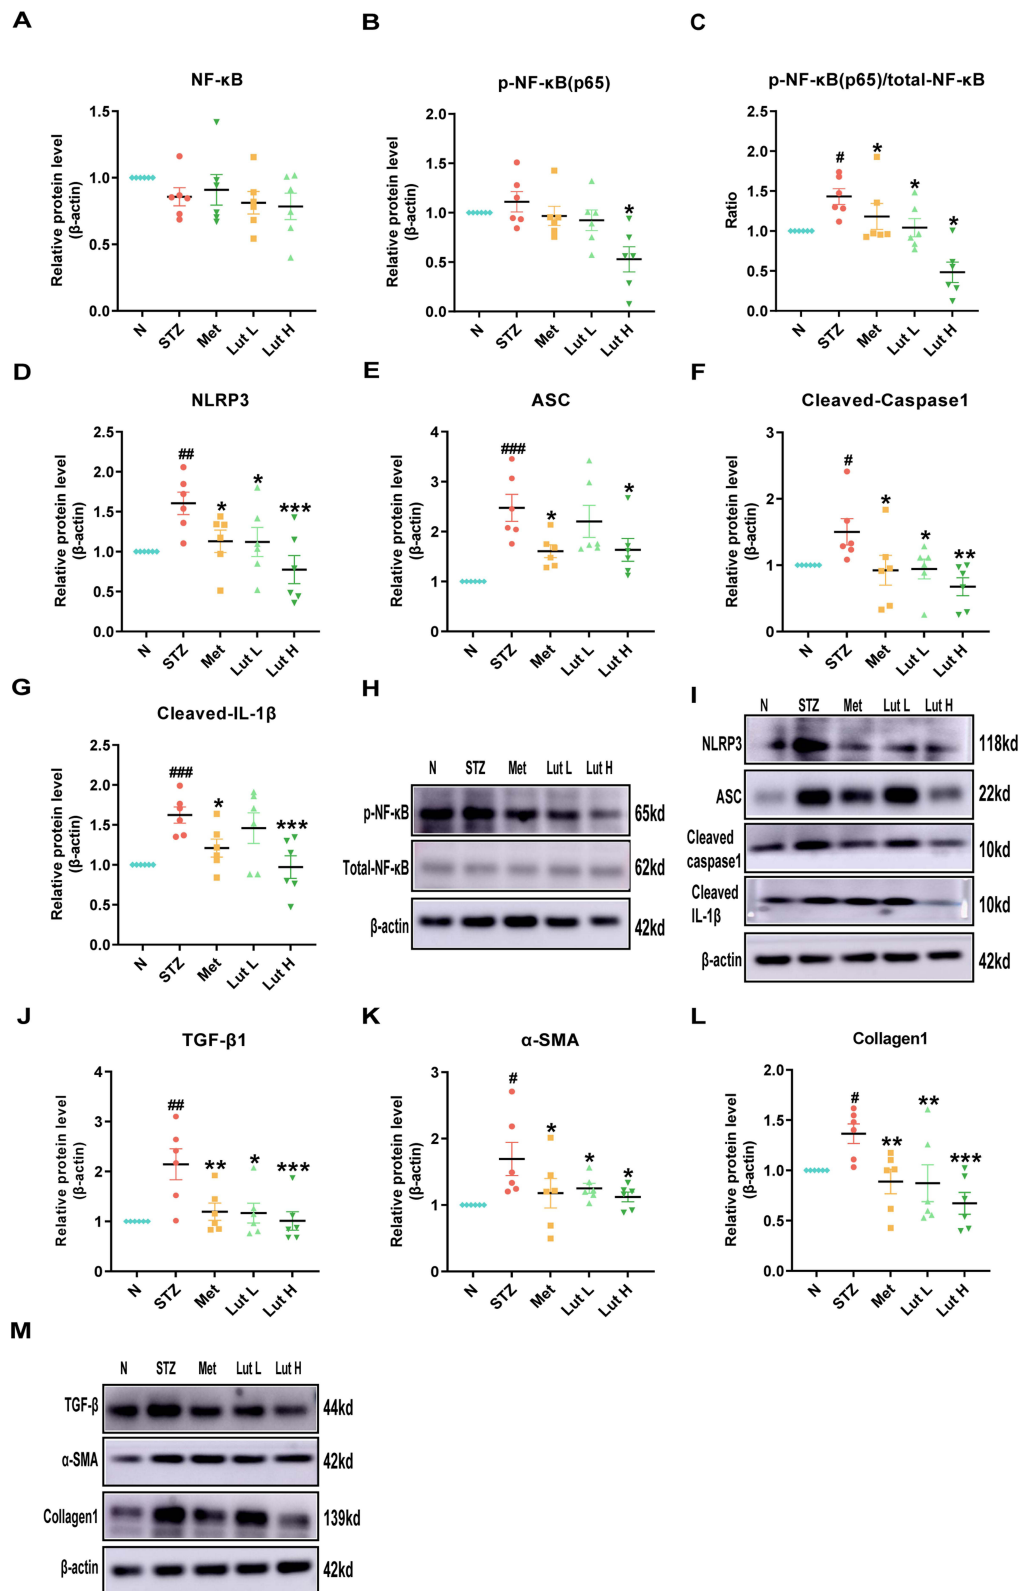 A
B
C
NF-κB
p-NF-κB(p65)
p-NF-κB(p65)/total-NF-κB
Relative protein level
(β-actin)
1.5
1.0
0.5
0.0
N
STZ
Met
Lut L
Lut H
Relative protein level
(β-actin)
2.0
1.5
1.0
0.5
0.0
*
N
STZ
Met
Lut L
Lut H
Ratio
2.0
1.5
1.0
0.5
0.0
#
*
*
*
N
STZ
Met
Lut L
Lut H
D
E
F
NLRP3
ASC
Cleaved-Caspase1
Relative protein level
(β-actin)
2.5
2.0
1.5
1.0
0.5
0.0
##
*
*
***
N
STZ
Met
Lut L
Lut H
Relative protein level
(β-actin)
4
3
2
1
0
###
*
*
N
STZ
Met
Lut L
Lut H
Relative protein level
(β-actin)
3
2
1
0
#
*
*
**
N
STZ
Met
Lut L
Lut H
G
H
I
Cleaved-IL-1β
Relative protein level
(β-actin)
2.5
2.0
1.5
1.0
0.5
0.0
###
*
***
N
STZ
Met
Lut L
Lut H
N STZ Met Lut L Lut H
p-NF-κB 65kd
Total-NF-κB 62kd
β-actin 42kd
N STZ Met Lut L Lut H
NLRP3 118kd
ASC 22kd
Cleaved
caspase1 10kd
Cleaved
IL-1β 10kd
β-actin 42kd
J
K
L
TGF-β1
α-SMA
Collagen1
Relative protein level
(β-actin)
4
3
2
1
0
##
**
*
***
N
STZ
Met
Lut L
Lut H
Relative protein level
(β-actin)
3
2
1
0
#
*
*
*
N
STZ
Met
Lut L
Lut H
Relative protein level
(β-actin)
2.0
1.5
1.0
0.5
0.0
#
**
**
***
N
STZ
Met
Lut L
Lut H
M
N STZ Met Lut L Lut H
TGF-β 44kd
α-SMA 42kd
Collagen1 139kd
β-actin 42kd